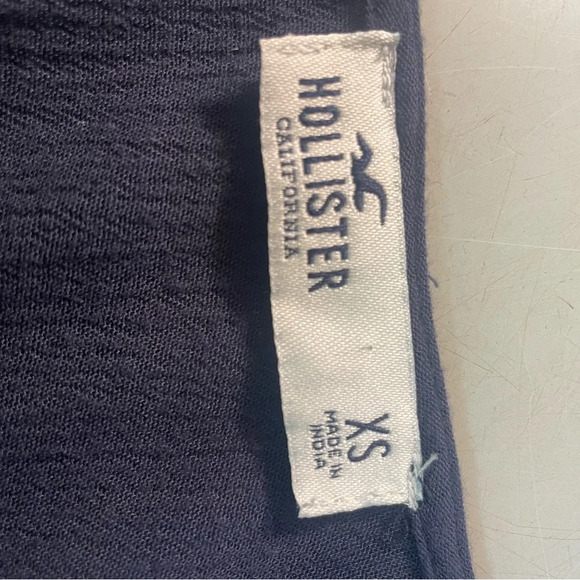 HOLLISTER
CALIFORNIA
XS
MADE IN
INDIA